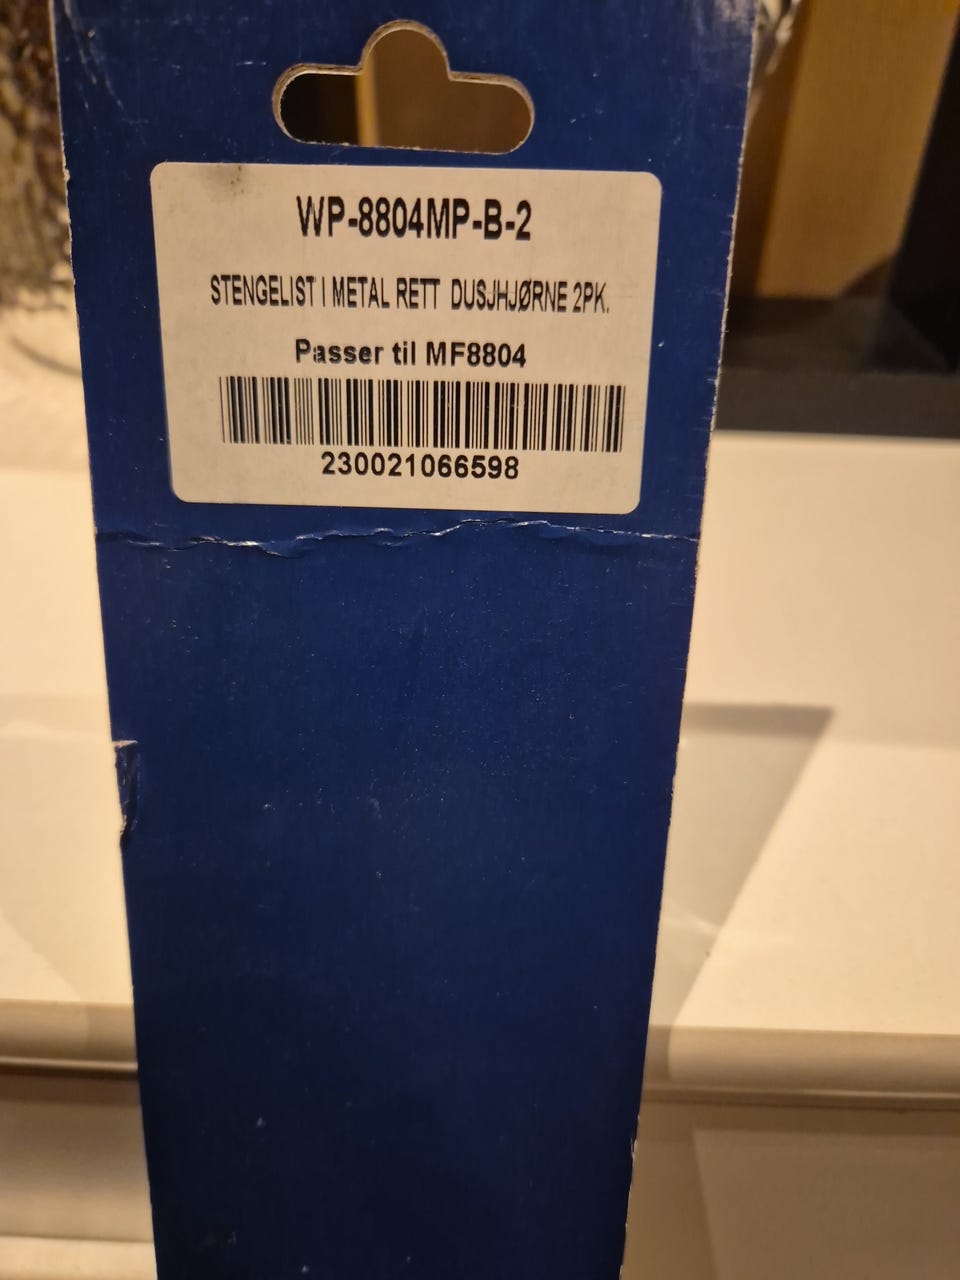 WP-8804MP-B-2
STENGELIST I METAL RETT DUSJHJØRNE 2PK.
Passer til MF8804
230021066598